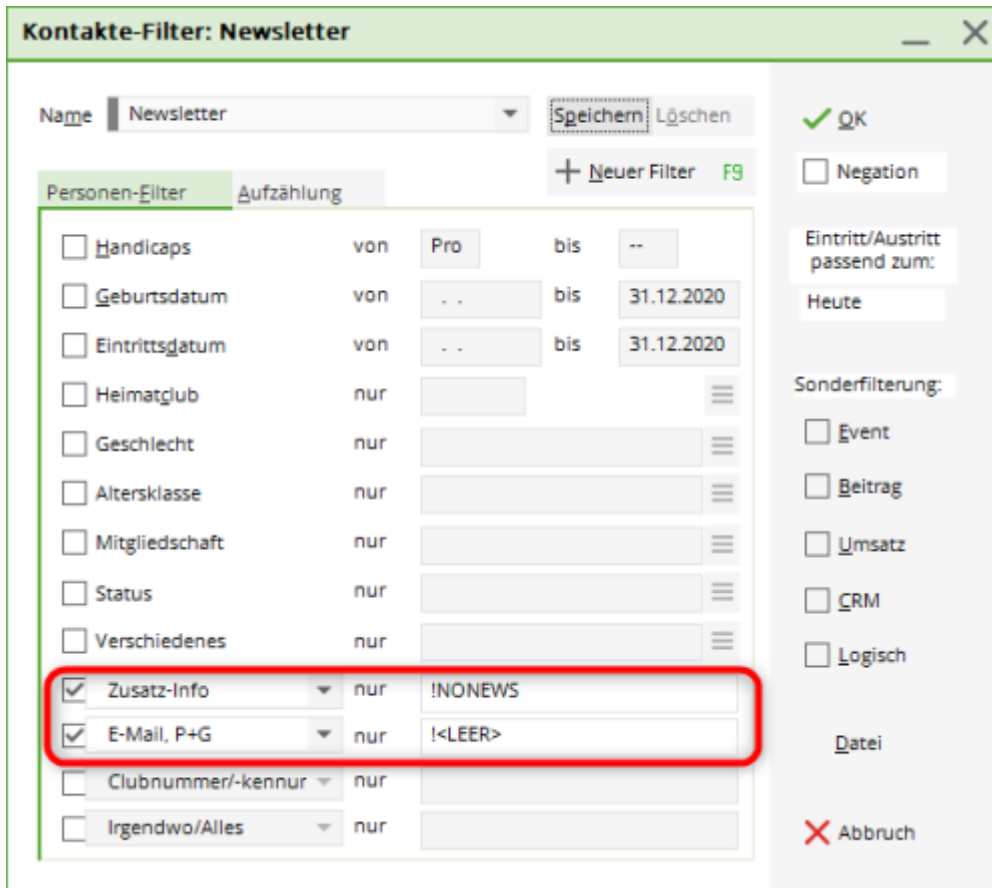 Kontakte-Filter: Newsletter
Name Newsletter Speichern Löschen
Neuer Filter F9
Personen-Filter Aufzählung
Handicaps von Pro bis --
Geburtsdatum von . . bis 31.12.2020
Eintrittsdatum von . . bis 31.12.2020
Heimatclub nur
Geschlecht nur
Altersklasse nur
Mitgliedschaft nur
Status nur
Verschiedenes nur
Zusatz-Info nur !NONEWS
E-Mail, P+G nur !<LEER>
Clubnummer/-kennur nur
Irgendwo/Alles nur
OK
Negation
Eintritt/Austritt
passend zum:
Heute
Sonderfilterung:
Event
Beitrag
Umsatz
CRM
Logisch
Datei
Abbruch